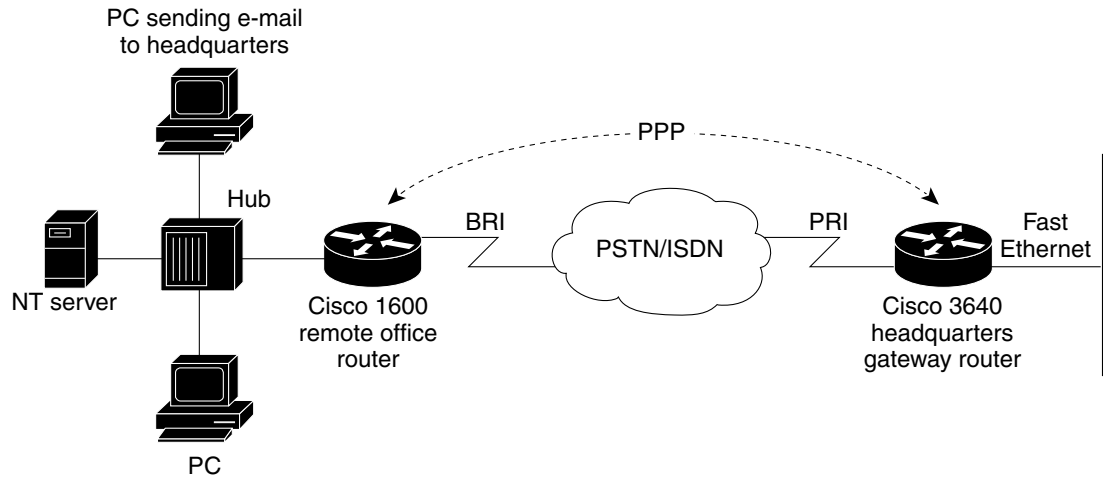 PC sending e-mail
to headquarters
PPP
Hub
BRI
PSTN/ISDN
PRI
Fast
Ethernet
NT server
Cisco 1600
remote office
router
Cisco 3640
headquarters
gateway router
PC